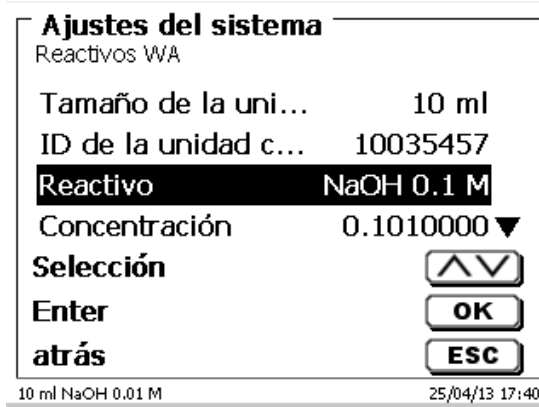 Ajustes del sistema
Reactivos WA
Tamaño de la uni... 10 ml
ID de la unidad c... 10035457
Reactivo NaOH 0.1 M
Concentración 0.1010000
Selección
Enter OK
atrás ESC
10 ml NaOH 0.01 M 25/04/13 17:40